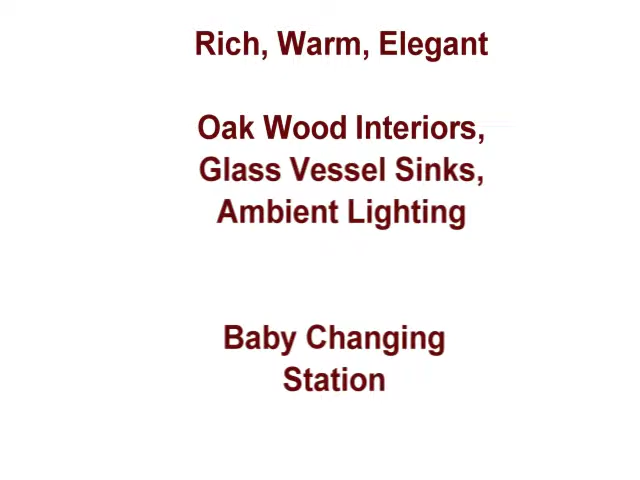 Rich, Warm, Elegant
Oak Wood Interiors,
Glass Vessel Sinks,
Ambient Lighting
Baby Changing
Station